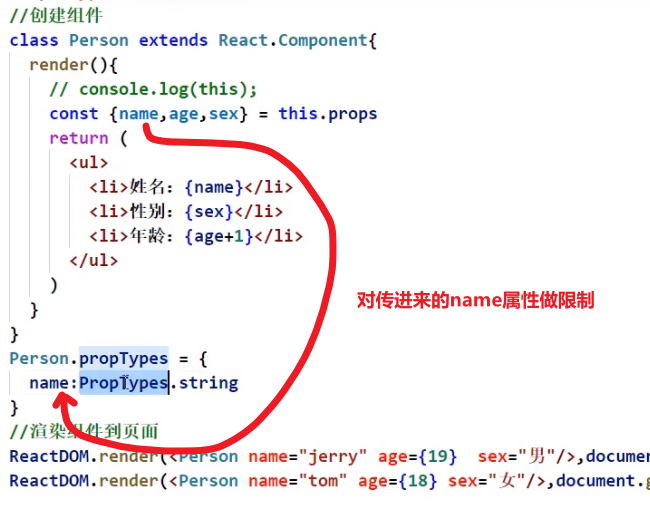 //创建组件
class Person extends React.Component{
render(){
// console.log(this);
const {name,age,sex} = this.props
return (
<ul>
<li>姓名：{name}</li>
<li>性别：{sex}</li>
<li>年龄：{age+1}</li>
</ul>
)
}
}
对传进来的name属性做限制
Person.propTypes = {
name:PropTypes.string
}
//渲染组件到页面
ReactDOM.render(<Person name="jerry" age={19}  sex="男"/>,documen
ReactDOM.render(<Person name="tom" age={18} sex="女"/>,document.g